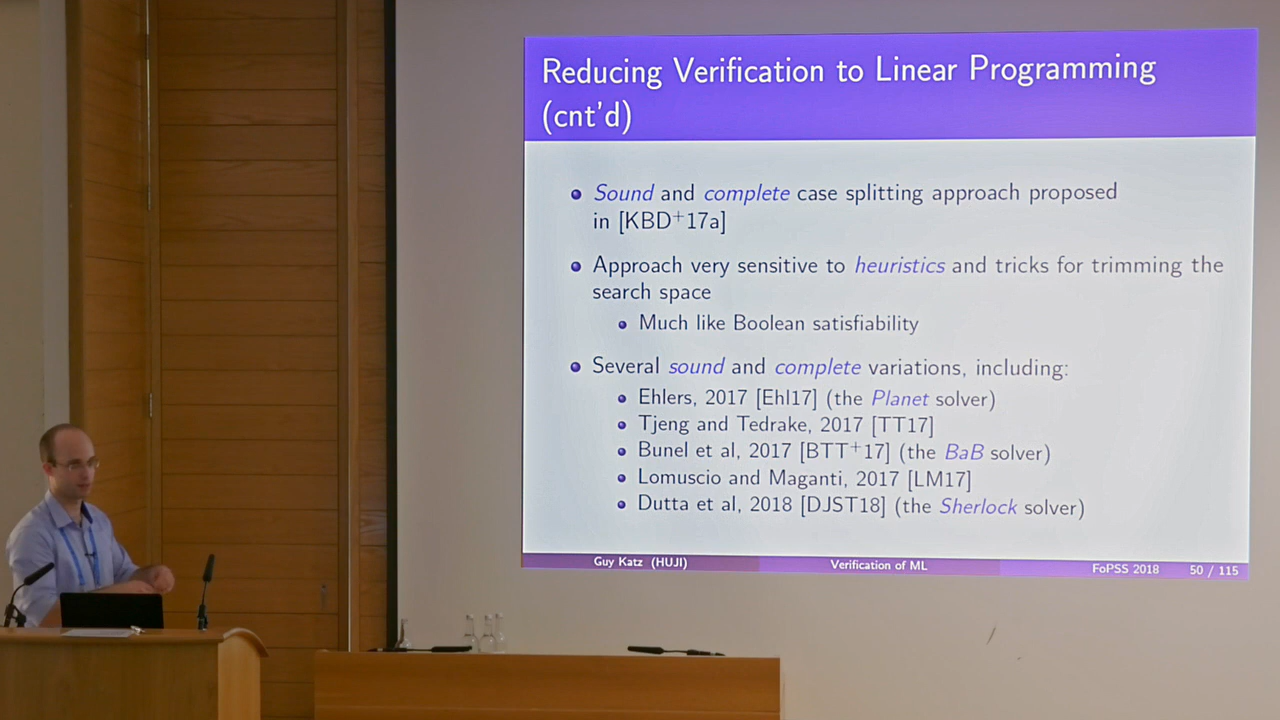 Reducing Verification to Linear Programming
(cnt'd)
Sound and complete case splitting approach proposed
in [KBD+17a]
Approach very sensitive to heuristics and tricks for trimming the
search space
Much like Boolean satisfiability
Several sound and complete variations, including:
Ehlers, 2017 [Ehl17] (the Planet solver)
Tjeng and Tedrake, 2017 [TT17]
Bunel et al, 2017 [BTT+17] (the BaB solver)
Lomuscio and Maganti, 2017 [LM17]
Dutta et al, 2018 [DJST18] (the Sherlock solver)
Guy Katz (HUJI) Verification of ML FoPSS 2018 50 / 115